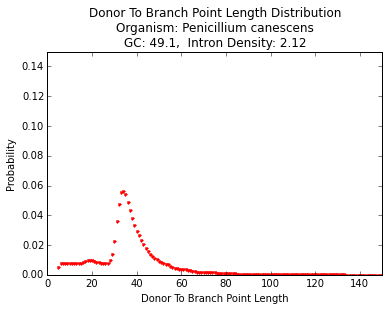 Donor To Branch Point Length Distribution
Organism: Penicillium canescens
GC: 49.1,  Intron Density: 2.12
0.14
0.12
0.10
0.08
0.06
0.04
0.02
0.00
Probability
0 20 40 60 80 100 120 140
Donor To Branch Point Length